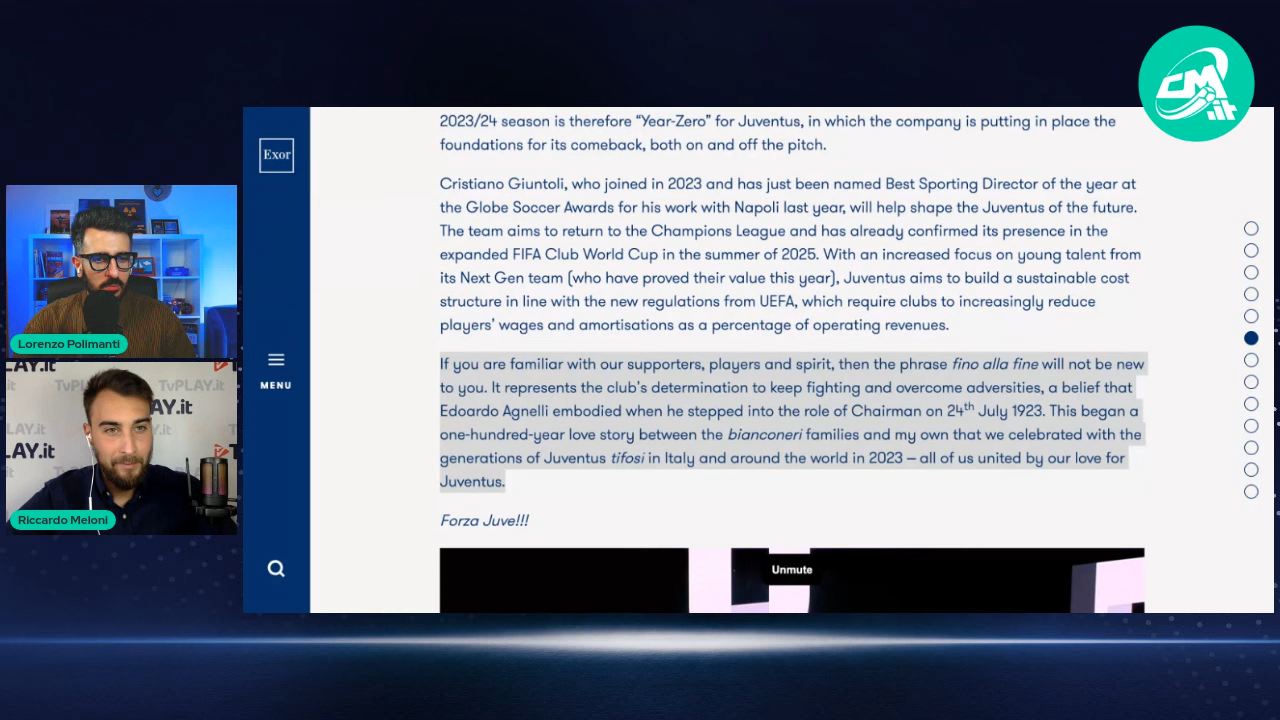 CM
it
Exor
MENU
2023/24 season is therefore “Year-Zero” for Juventus, in which the company is putting in place the
foundations for its comeback, both on and off the pitch.
Cristiano Giuntoli, who joined in 2023 and has just been named Best Sporting Director of the year at
the Globe Soccer Awards for his work with Napoli last year, will help shape the Juventus of the future.
The team aims to return to the Champions League and has already confirmed its presence in the
expanded FIFA Club World Cup in the summer of 2025. With an increased focus on young talent from
its Next Gen team (who have proved their value this year), Juventus aims to build a sustainable cost
structure in line with the new regulations from UEFA, which require clubs to increasingly reduce
players’ wages and amortisations as a percentage of operating revenues.
If you are familiar with our supporters, players and spirit, then the phrase fino alla fine will not be new
to you. It represents the club’s determination to keep fighting and overcome adversities, a belief that
Edoardo Agnelli embodied when he stepped into the role of Chairman on 24th July 1923. This began a
one-hundred-year love story between the bianconeri families and my own that we celebrated with the
generations of Juventus tifosi in Italy and around the world in 2023 – all of us united by our love for
Juventus.
Forza Juve!!!
Unmute
Lorenzo Polimanti
LAY.it
TvPLAY.it
AY.it
LAY.it
Riccardo Meloni